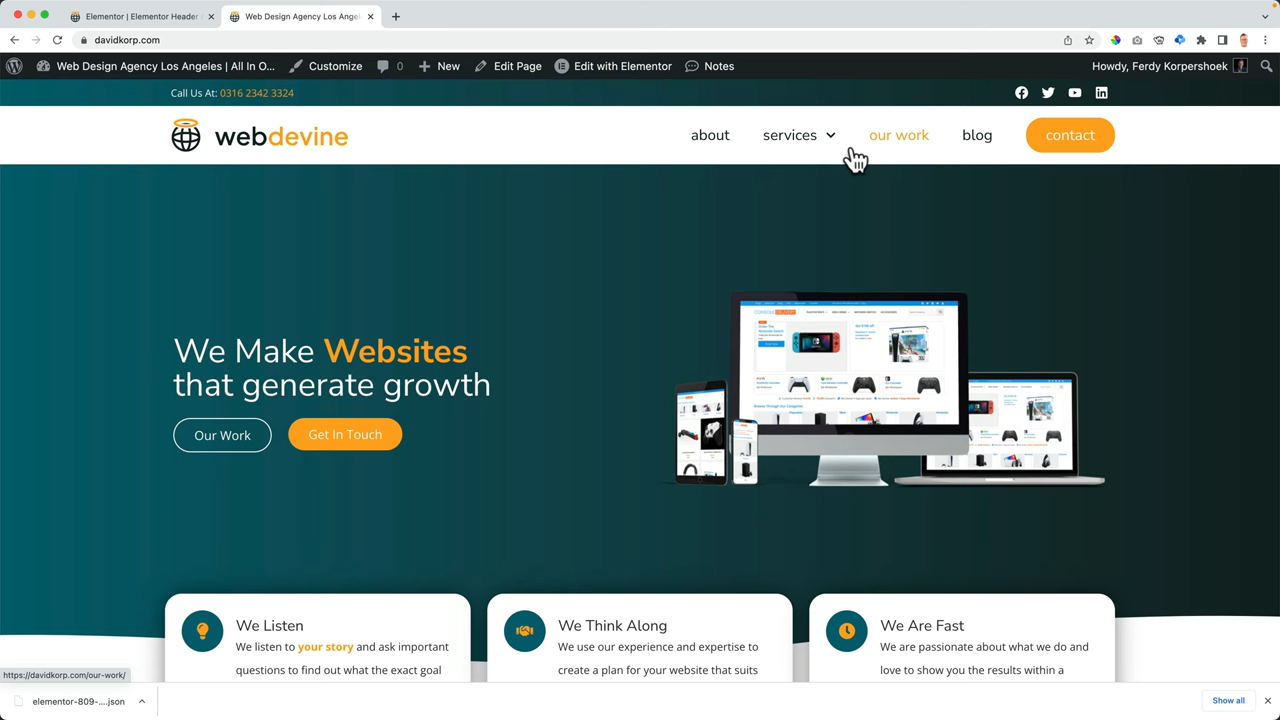 Elementor | Elementor Header
Web Design Agency Los Angel
davidkorp.com
Web Design Agency Los Angeles | All In O...
Customize
0
New
Edit Page
Edit with Elementor
Notes
Howdy, Ferdy Korpershoek
Call Us At: 0316 2342 3324
webdevine
about
services
our work
blog
contact
We Make Websites
that generate growth
Our Work
Get In Touch
We Listen
We listen to your story and ask important
questions to find out what the exact goal
We Think Along
We use our experience and expertise to
create a plan for your website that suits
We Are Fast
We are passionate about what we do and
love to show you the results within a
https://davidkorp.com/our-work/
elementor-809-....json
Show all